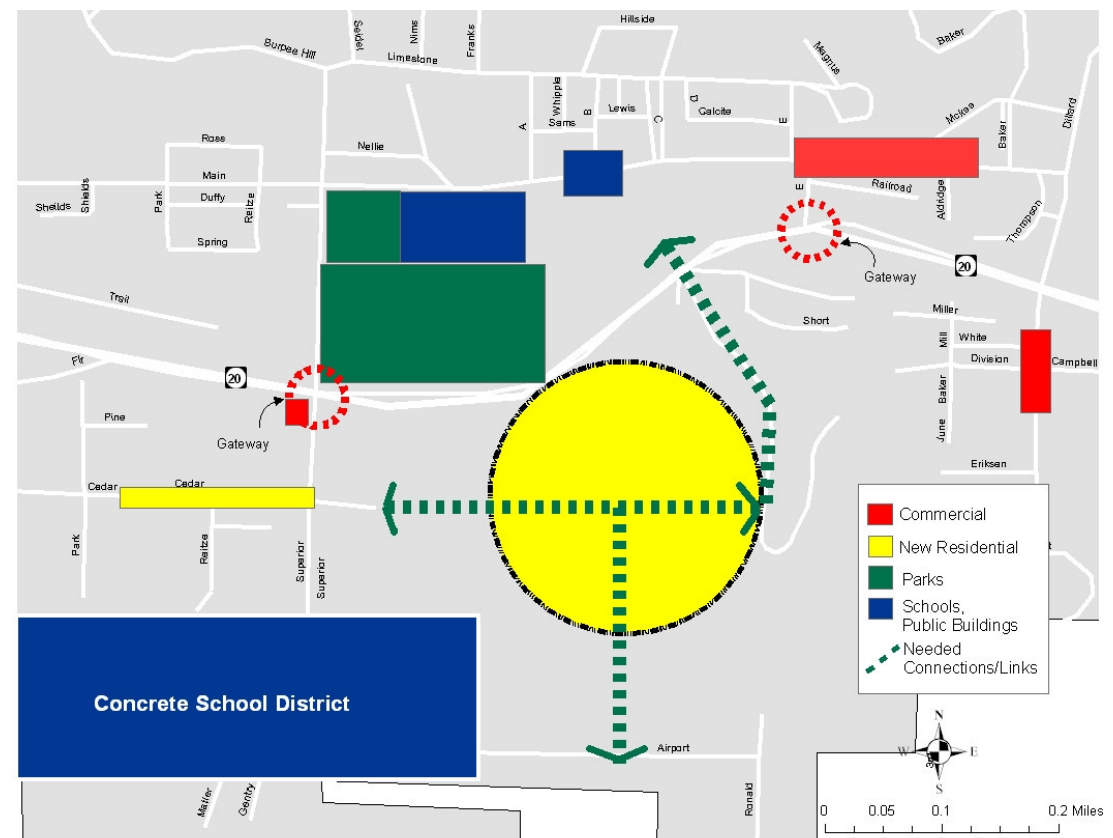 Hillside
Baker
Seidel
Nims
Franks
Burpee Hill
Limestone
Magnus
Whipple
Lewis
D
Calcite
A
B
C
E
Sams
Mckee
Baker
Dillard
Ross
Nellie
Main
Shields
Shields
Park
Duffy
Reitze
Spring
E
Railroad
Aldridge
Thompson
Gateway
20
Trail
Short
Miller
Mill
White
Division
Campbell
Fir
20
Gateway
Pine
June
Baker
Eriksen
Cedar
Cedar
Park
Reitze
Superior
Superior
Commercial
New Residential
Parks
Schools,
Public Buildings
Needed
Connections/Links
Concrete School District
Airport
Ronald
Gentry
N
W
E
S
0
0.05
0.1
0.2 Miles